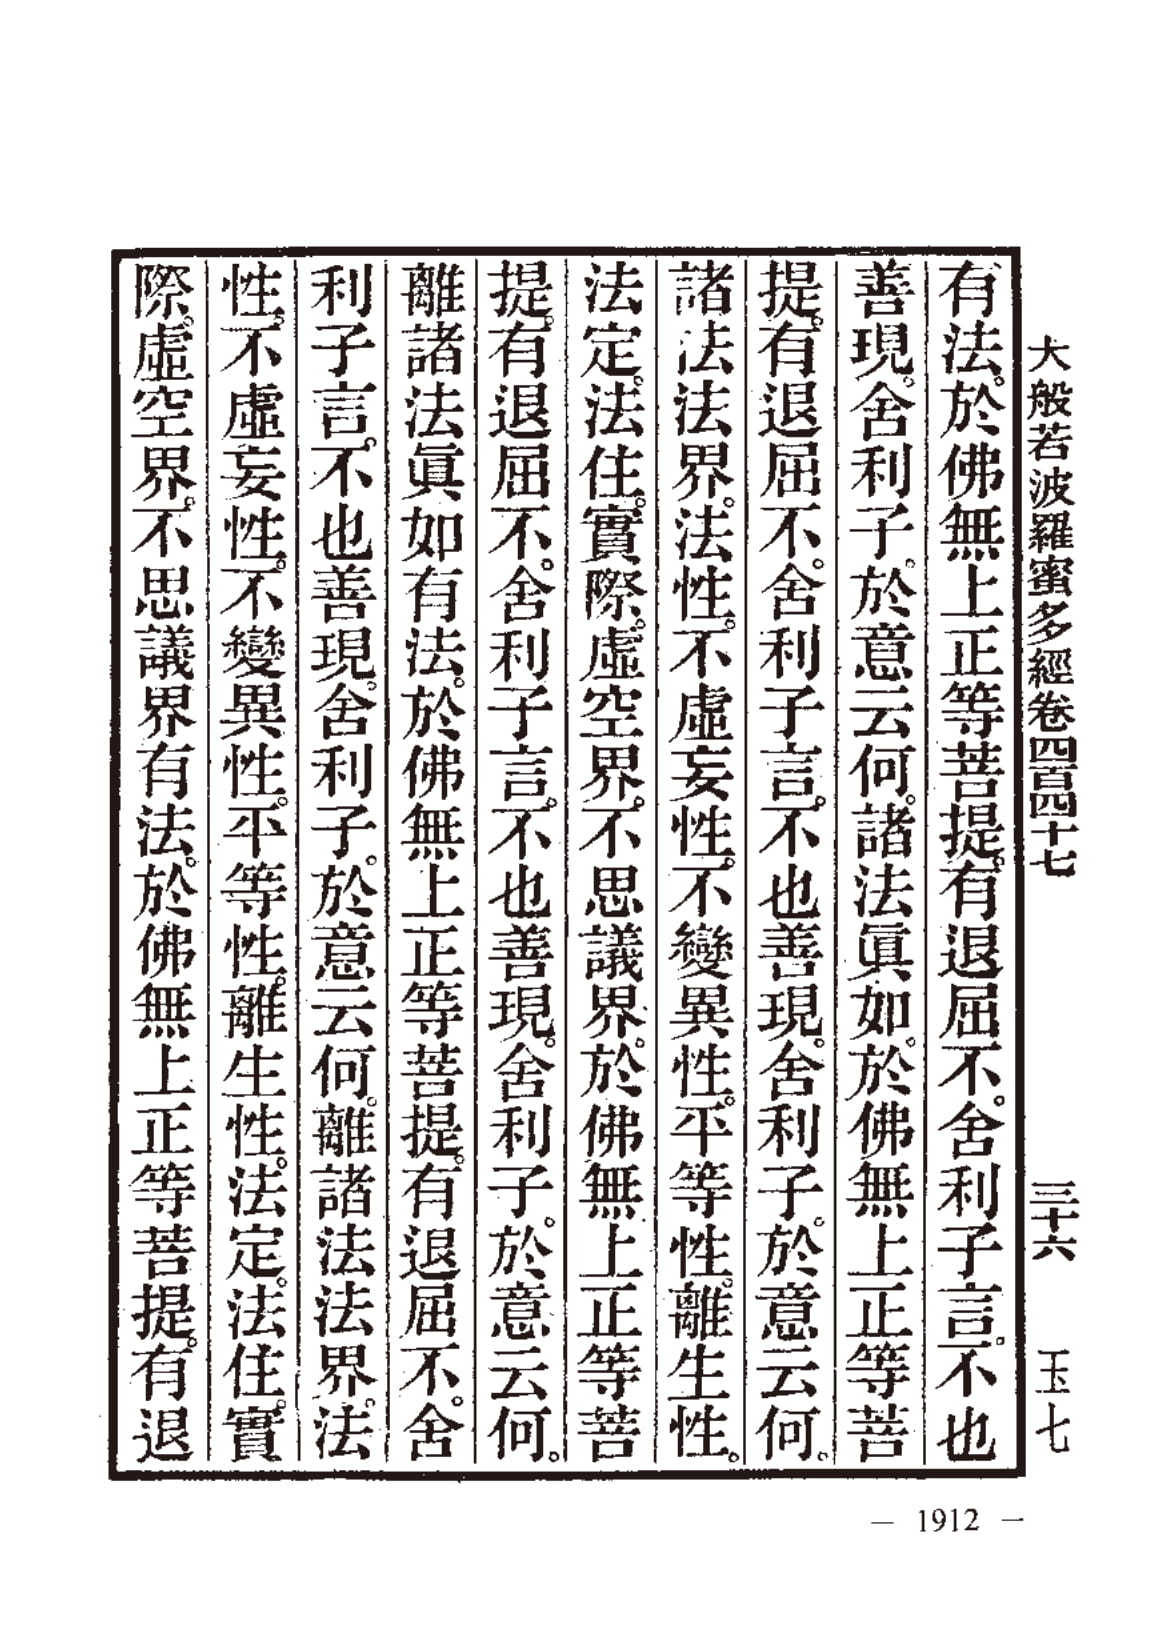 大般若波羅蜜多經卷四百四十七　三十六　玉七
有法。於佛無上正等菩提。有退屈不。舍利子言。不也
善現。舍利子。於意云何。諸法眞如。於佛無上正等菩
提。有退屈不。舍利子言。不也善現。舍利子。於意云何。
諸法法界。法性。不虛妄性。不變異性。平等性。離生性。
法定。法住。實際。虛空界。不思議界。於佛無上正等菩
提。有退屈不。舍利子言。不也善現。舍利子。於意云何。
離諸法眞如有法。於佛無上正等菩提。有退屈不。舍
利子言。不也善現。舍利子。於意云何。離諸法法界。法
性。不虛妄性。不變異性。平等性。離生性。法定。法住。實
際。虛空界。不思議界有法。於佛無上正等菩提。有退
— 1912 —